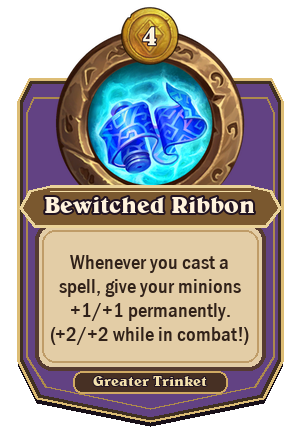 4
Bewitched Ribbon
Whenever you cast a
spell, give your minions
+1/+1 permanently.
(+2/+2 while in combat!)
Greater Trinket